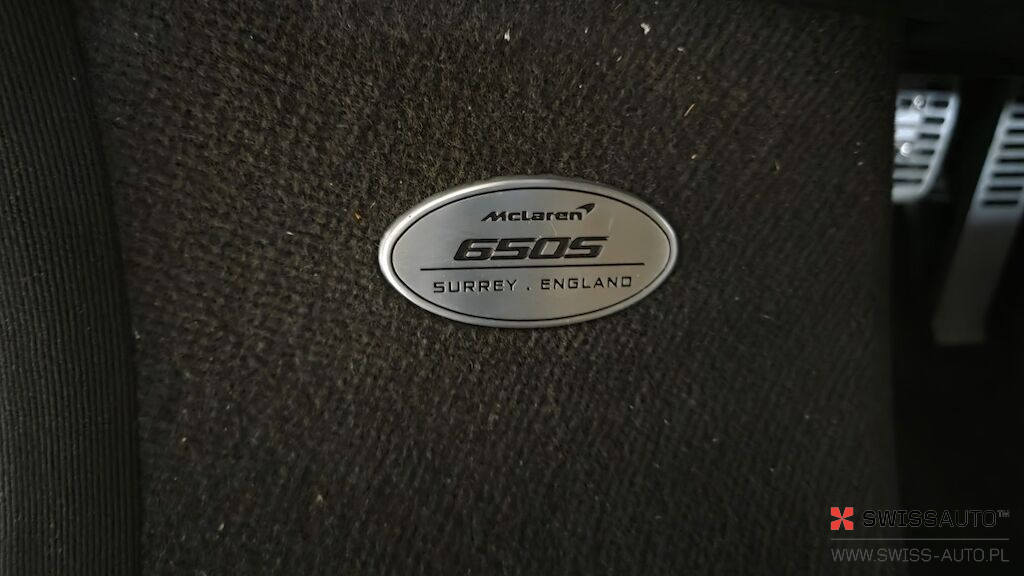 McLaren
650S
SURREY . ENGLAND
SWISSAUTO™
WWW.SWISS-AUTO.PL